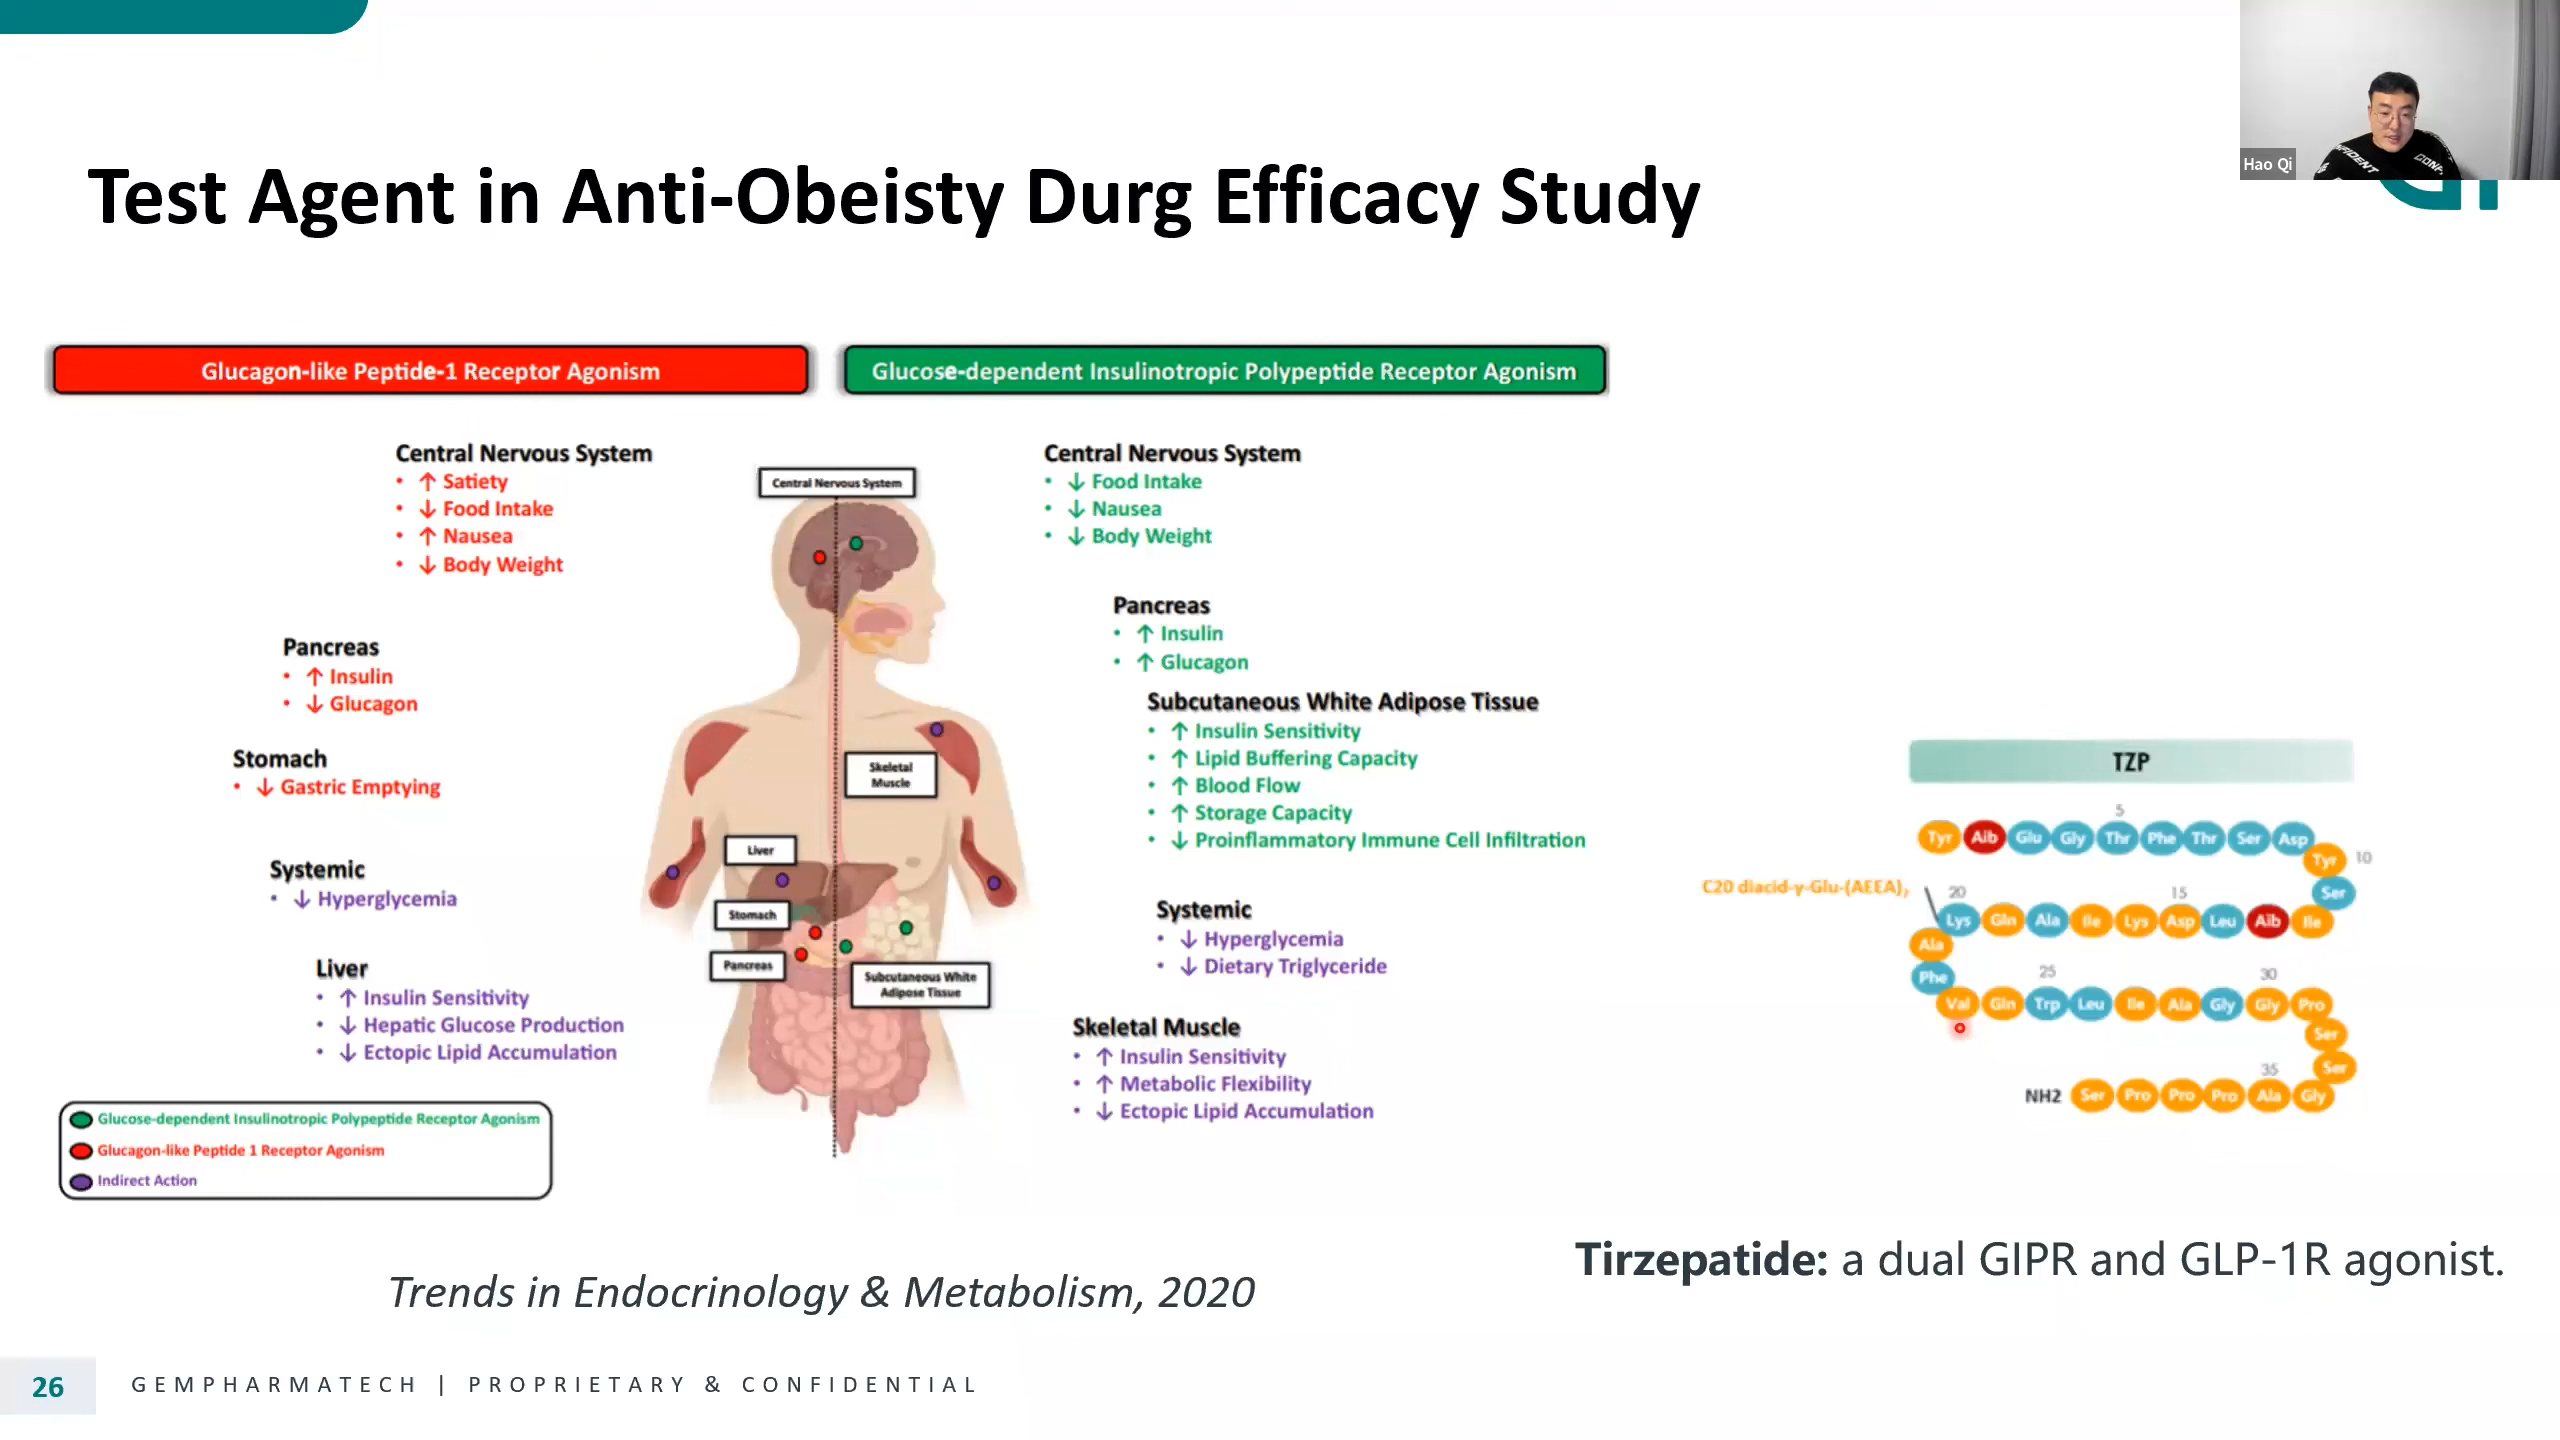 Hao Qi
Test Agent in Anti-Obeisty Durg Efficacy Study
Glucagon-like Peptide-1 Receptor Agonism
Glucose-dependent Insulinotropic Polypeptide Receptor Agonism
Central Nervous System
• ↑ Satiety
• ↓ Food Intake
• ↑ Nausea
• ↓ Body Weight
Pancreas
• ↑ Insulin
• ↓ Glucagon
Stomach
• ↓ Gastric Emptying
Systemic
• ↓ Hyperglycemia
Liver
• ↑ Insulin Sensitivity
• ↓ Hepatic Glucose Production
• ↓ Ectopic Lipid Accumulation
Glucose-dependent Insulinotropic Polypeptide Receptor Agonism
Glucagon-like Peptide 1 Receptor Agonism
Indirect Action
Central Nervous System
Skeletal
Muscle
Liver
Stomach
Pancreas
Subcutaneous White
Adipose Tissue
Central Nervous System
• ↓ Food Intake
• ↓ Nausea
• ↓ Body Weight
Pancreas
• ↑ Insulin
• ↑ Glucagon
Subcutaneous White Adipose Tissue
• ↑ Insulin Sensitivity
• ↑ Lipid Buffering Capacity
• ↑ Blood Flow
• ↑ Storage Capacity
• ↓ Proinflammatory Immune Cell Infiltration
Systemic
• ↓ Hyperglycemia
• ↓ Dietary Triglyceride
Skeletal Muscle
• ↑ Insulin Sensitivity
• ↑ Metabolic Flexibility
• ↓ Ectopic Lipid Accumulation
TZP
5
Tyr Aib Glu Gly Thr Phe Thr Ser Asp
Tyr 10
Ser
C20 diacid-γ-Glu-(AEEA)₂
20 15
Lys Gln Ala Ile Lys Asp Leu Aib Ile
Ala
Phe
25 30
Val Gln Trp Leu Ile Ala Gly Gly Pro
Ser
Ser
35
NH2 Ser Pro Pro Pro Ala Gly
Tirzepatide: a dual GIPR and GLP-1R agonist.
Trends in Endocrinology & Metabolism, 2020
26
GEMPHARMATECH | PROPRIETARY & CONFIDENTIAL